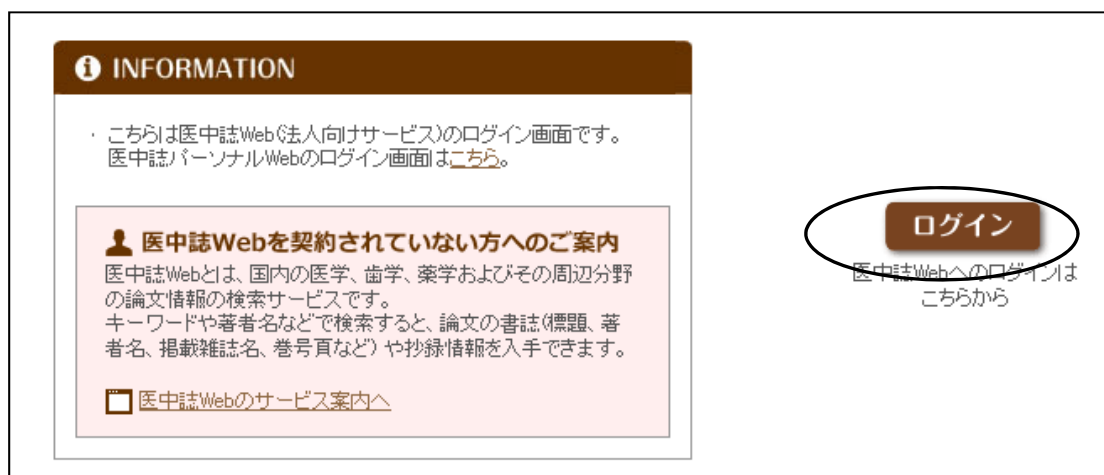 INFORMATION
・ こちらは医中誌Web(法人向けサービス)のログイン画面です。
医中誌パーソナルWebのログイン画面はこちら。
医中誌Webを契約されていない方へのご案内
医中誌Webとは、国内の医学、歯学、薬学およびその周辺分野
の論文情報の検索サービスです。
キーワードや著者名などで検索すると、論文の書誌(標題、著
者名、掲載雑誌名、巻号頁など) や抄録情報を入手できます。
医中誌Webのサービス案内へ
ログイン
医中誌Webへのログインは
こちらから